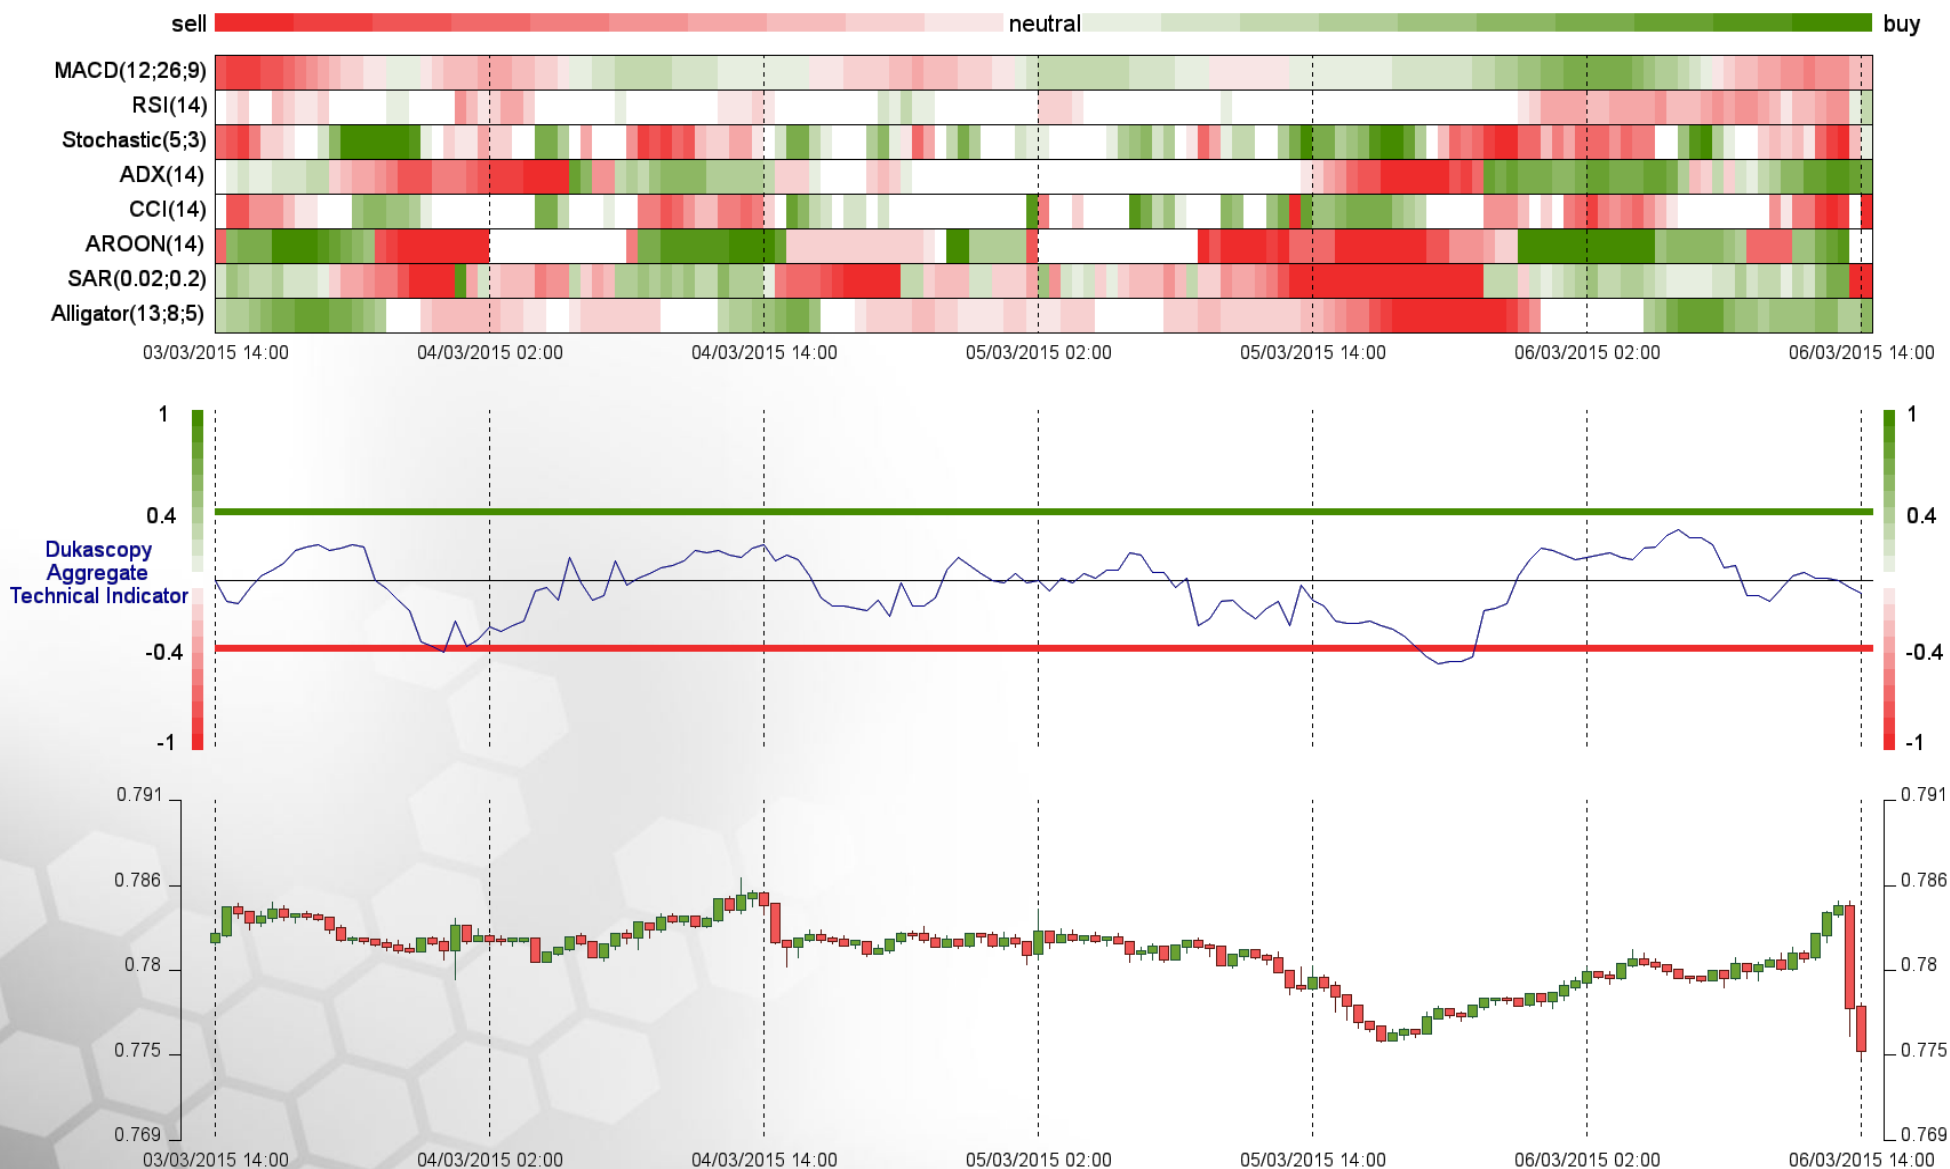 sell neutral buy
MACD(12;26;9)
RSI(14)
Stochastic(5;3)
ADX(14)
CCI(14)
AROON(14)
SAR(0.02;0.2)
Alligator(13;8;5)
03/03/2015 14:00 04/03/2015 02:00 04/03/2015 14:00 05/03/2015 02:00 05/03/2015 14:00 06/03/2015 02:00 06/03/2015 14:00
1 1
0.4 0.4
Dukascopy
Aggregate
Technical Indicator
-0.4 -0.4
-1 -1
0.791 0.791
0.786 0.786
0.78 0.78
0.775 0.775
0.769 0.769
03/03/2015 14:00 04/03/2015 02:00 04/03/2015 14:00 05/03/2015 02:00 05/03/2015 14:00 06/03/2015 02:00 06/03/2015 14:00